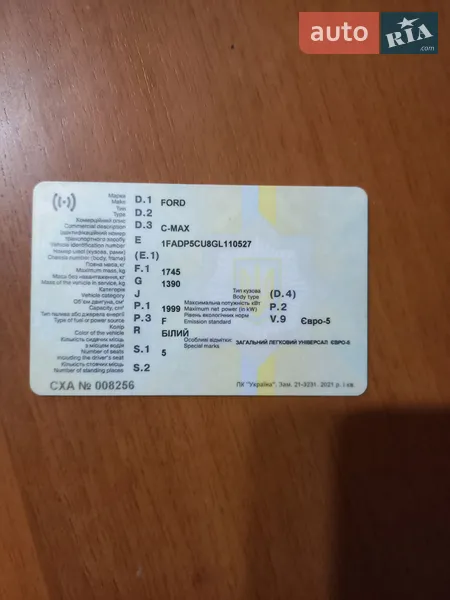 auto RIA .com
Марка
Make D.1 FORD
Тип
Type D.2
Комерційний опис
Commercial description D.3 C-MAX
Ідентифікаційний номер
транспортного засобу
Vehicle identification number E 1FADP5CU8GL110527
Номер шасі (кузова, рами)
Chassis number (body, frame) (E.1)
Повна маса, кг
Maximum mass, kg F.1 1745
Маса без навантаження, кг
Mass of the vehicle in service, kg G 1390
Категорія
Vehicle category J Тип кузова
Body type (D.4)
Об'єм двигуна, см³
Capacity, cm³ P.1 1999 Максимальна потужність кВт
Maximum net power (in kW) P.2
Тип палива або джерела енергії
Type of fuel or power source P.3 F Рівень екологічних норм
Emission standard V.9 Євро-5
Колір
Color of the vehicle R БІЛИЙ
Кількість сидячих місць
з місцем водія
Number of seats
including the driver's seat S.1 5 Особливі відмітки:
Special marks ЗАГАЛЬНИЙ ЛЕГКОВИЙ УНІВЕРСАЛ ЄВРО-5
Кількість стоячих місць
Number of standing places S.2
СХА № 008256
ПК "Україна". Зам. 21-3231. 2021 р. І кв.